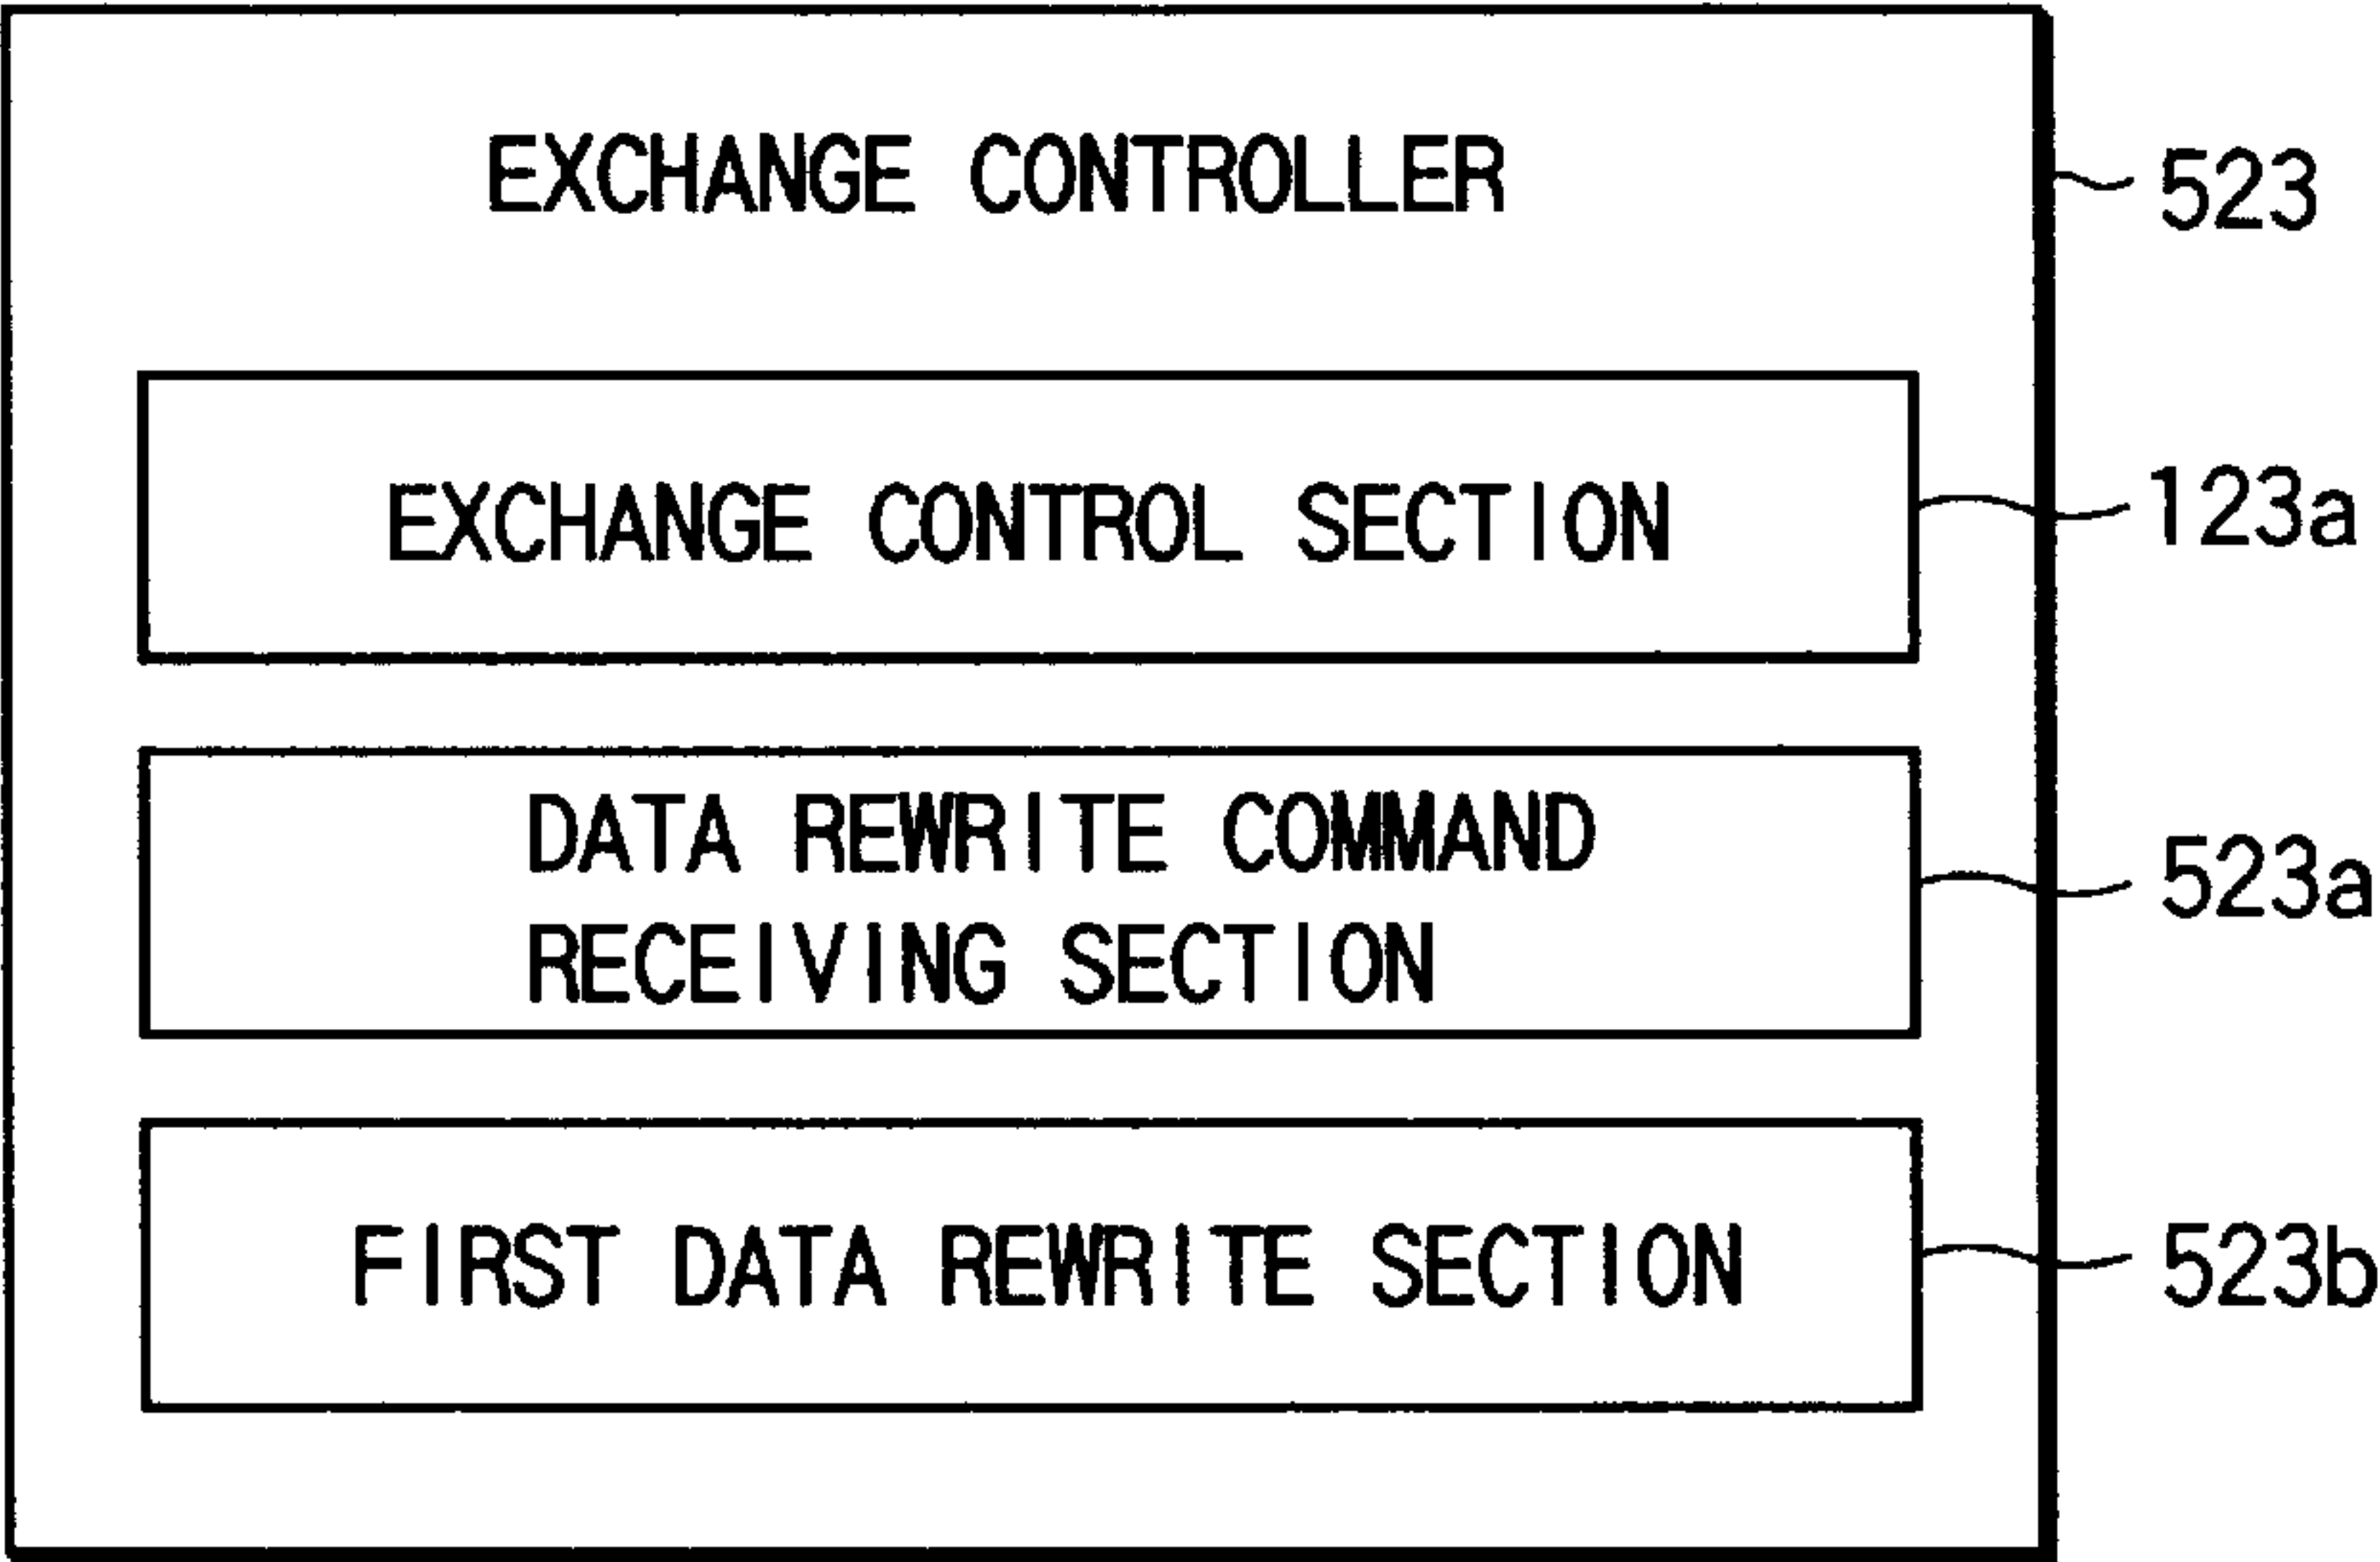 EXCHANGE CONTROLLER
523
EXCHANGE CONTROL SECTION
123a
DATA REWRITE COMMAND
RECEIVING SECTION
523a
FIRST DATA REWRITE SECTION
523b